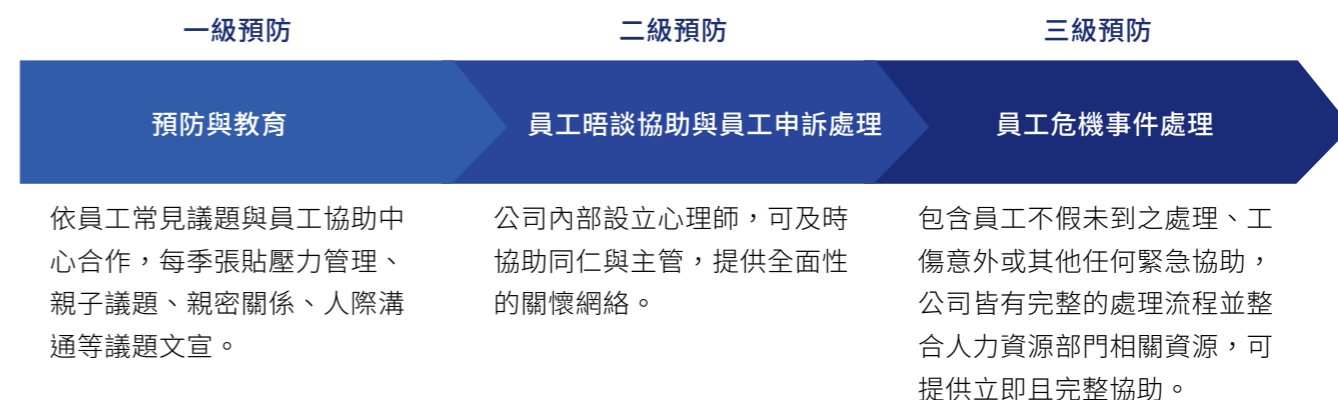 一級預防
預防與教育
依員工常見議題與員工協助中
心合作，每季張貼壓力管理、
親子議題、親密關係、人際溝
通等議題文宣。
二級預防
員工晤談協助與員工申訴處理
公司內部設立心理師，可及時
協助同仁與主管，提供全面性
的關懷網絡。
三級預防
員工危機事件處理
包含員工不假未到之處理、工
傷意外或其他任何緊急協助，
公司皆有完整的處理流程並整
合人力資源部門相關資源，可
提供立即且完整協助。